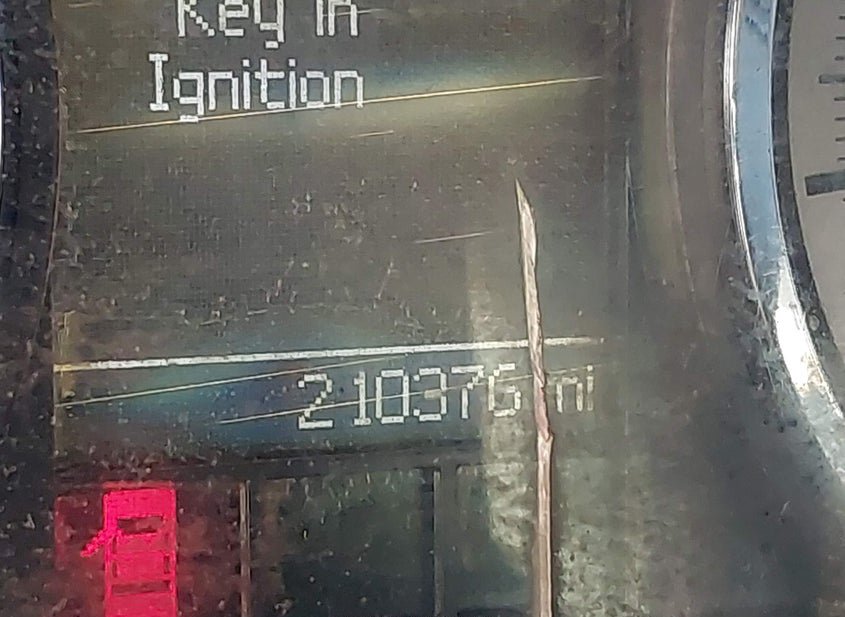 Key in
Ignition
210376 mi